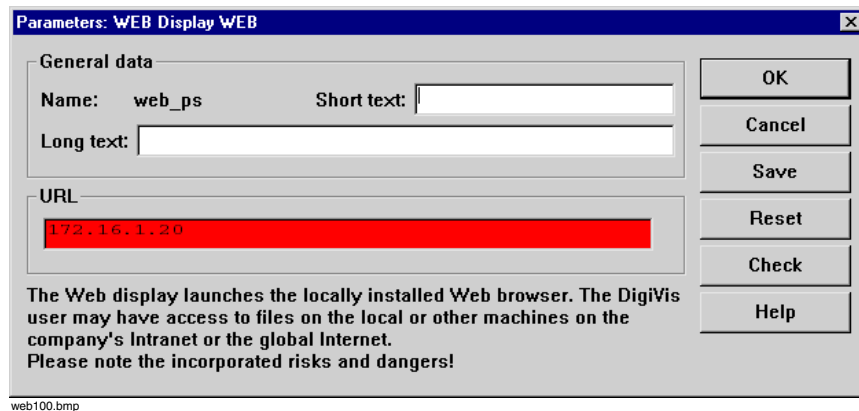 Parameters: WEB Display WEB
General data
Name: web_ps Short text:
Long text:
URL
172.16.1.20
The Web display launches the locally installed Web browser. The DigiVis
user may have access to files on the local or other machines on the
company's Intranet or the global Internet.
Please note the incorporated risks and dangers!
OK
Cancel
Save
Reset
Check
Help
web100.bmp